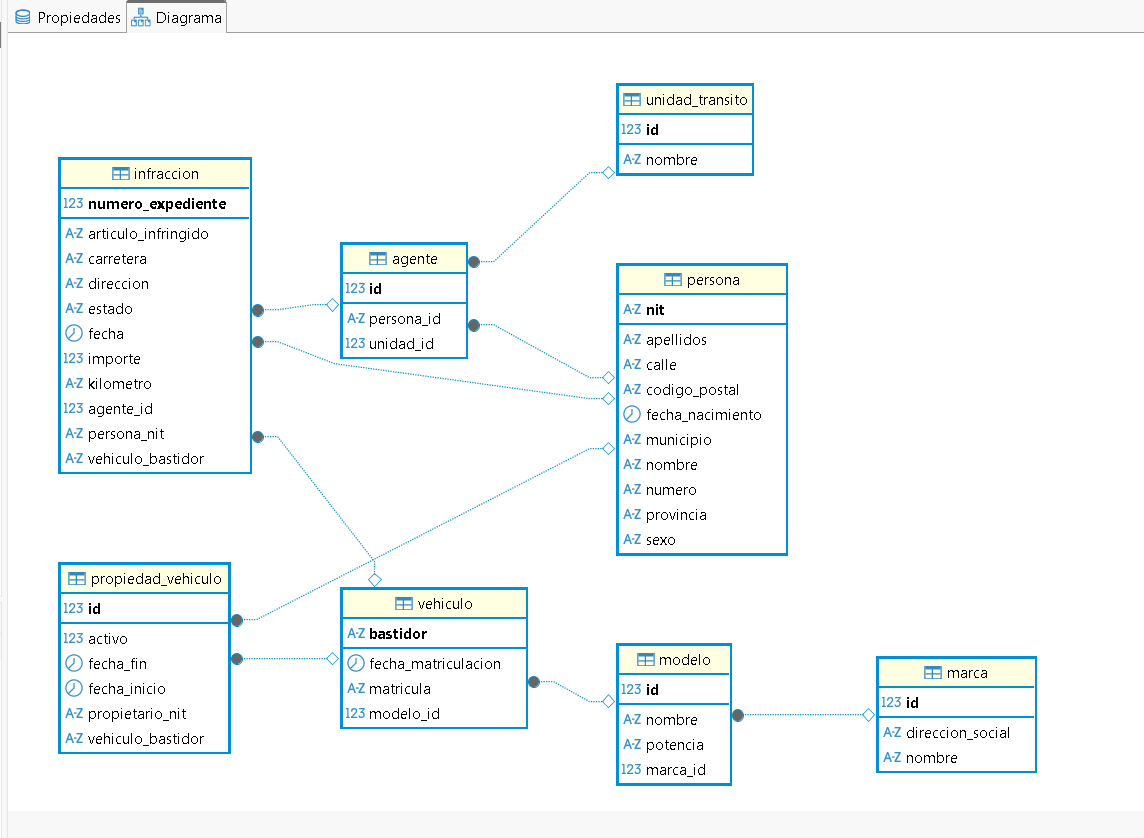 Propiedades
Diagrama
unidad_transito
123 id
A-Z nombre
infraccion
123 numero_expediente
A-Z articulo_infringido
A-Z carretera
A-Z direccion
A-Z estado
fecha
123 importe
A-Z kilometro
123 agente_id
A-Z persona_nit
A-Z vehiculo_bastidor
agente
123 id
A-Z persona_id
123 unidad_id
persona
A-Z nit
A-Z apellidos
A-Z calle
A-Z codigo_postal
fecha_nacimiento
A-Z municipio
A-Z nombre
A-Z numero
A-Z provincia
A-Z sexo
propiedad_vehiculo
123 id
123 activo
fecha_fin
fecha_inicio
A-Z propietario_nit
A-Z vehiculo_bastidor
vehiculo
A-Z bastidor
fecha_matriculacion
A-Z matricula
123 modelo_id
modelo
123 id
A-Z nombre
A-Z potencia
123 marca_id
marca
123 id
A-Z direccion_social
A-Z nombre